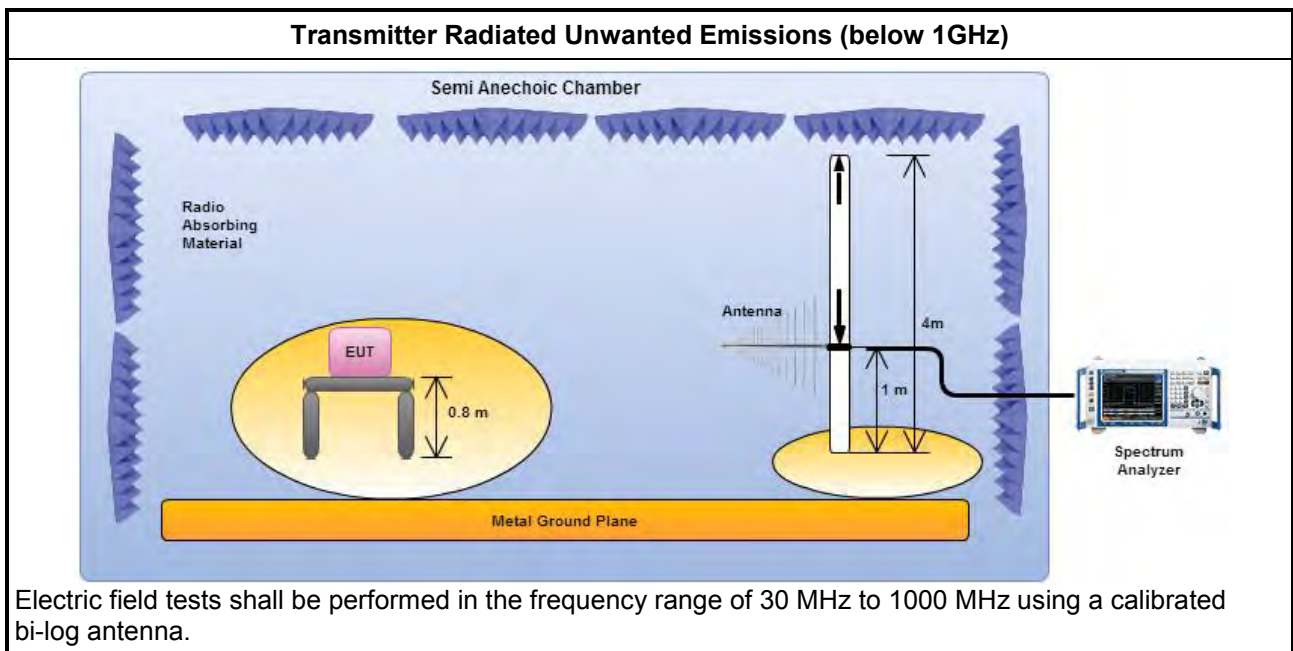 Transmitter Radiated Unwanted Emissions (below 1GHz)
Semi Anechoic Chamber
Radio
Absorbing
Material
Antenna
4m
EUT
1 m
0.8 m
Spectrum
Analyzer
Metal Ground Plane
Electric field tests shall be performed in the frequency range of 30 MHz to 1000 MHz using a calibrated
bi-log antenna.